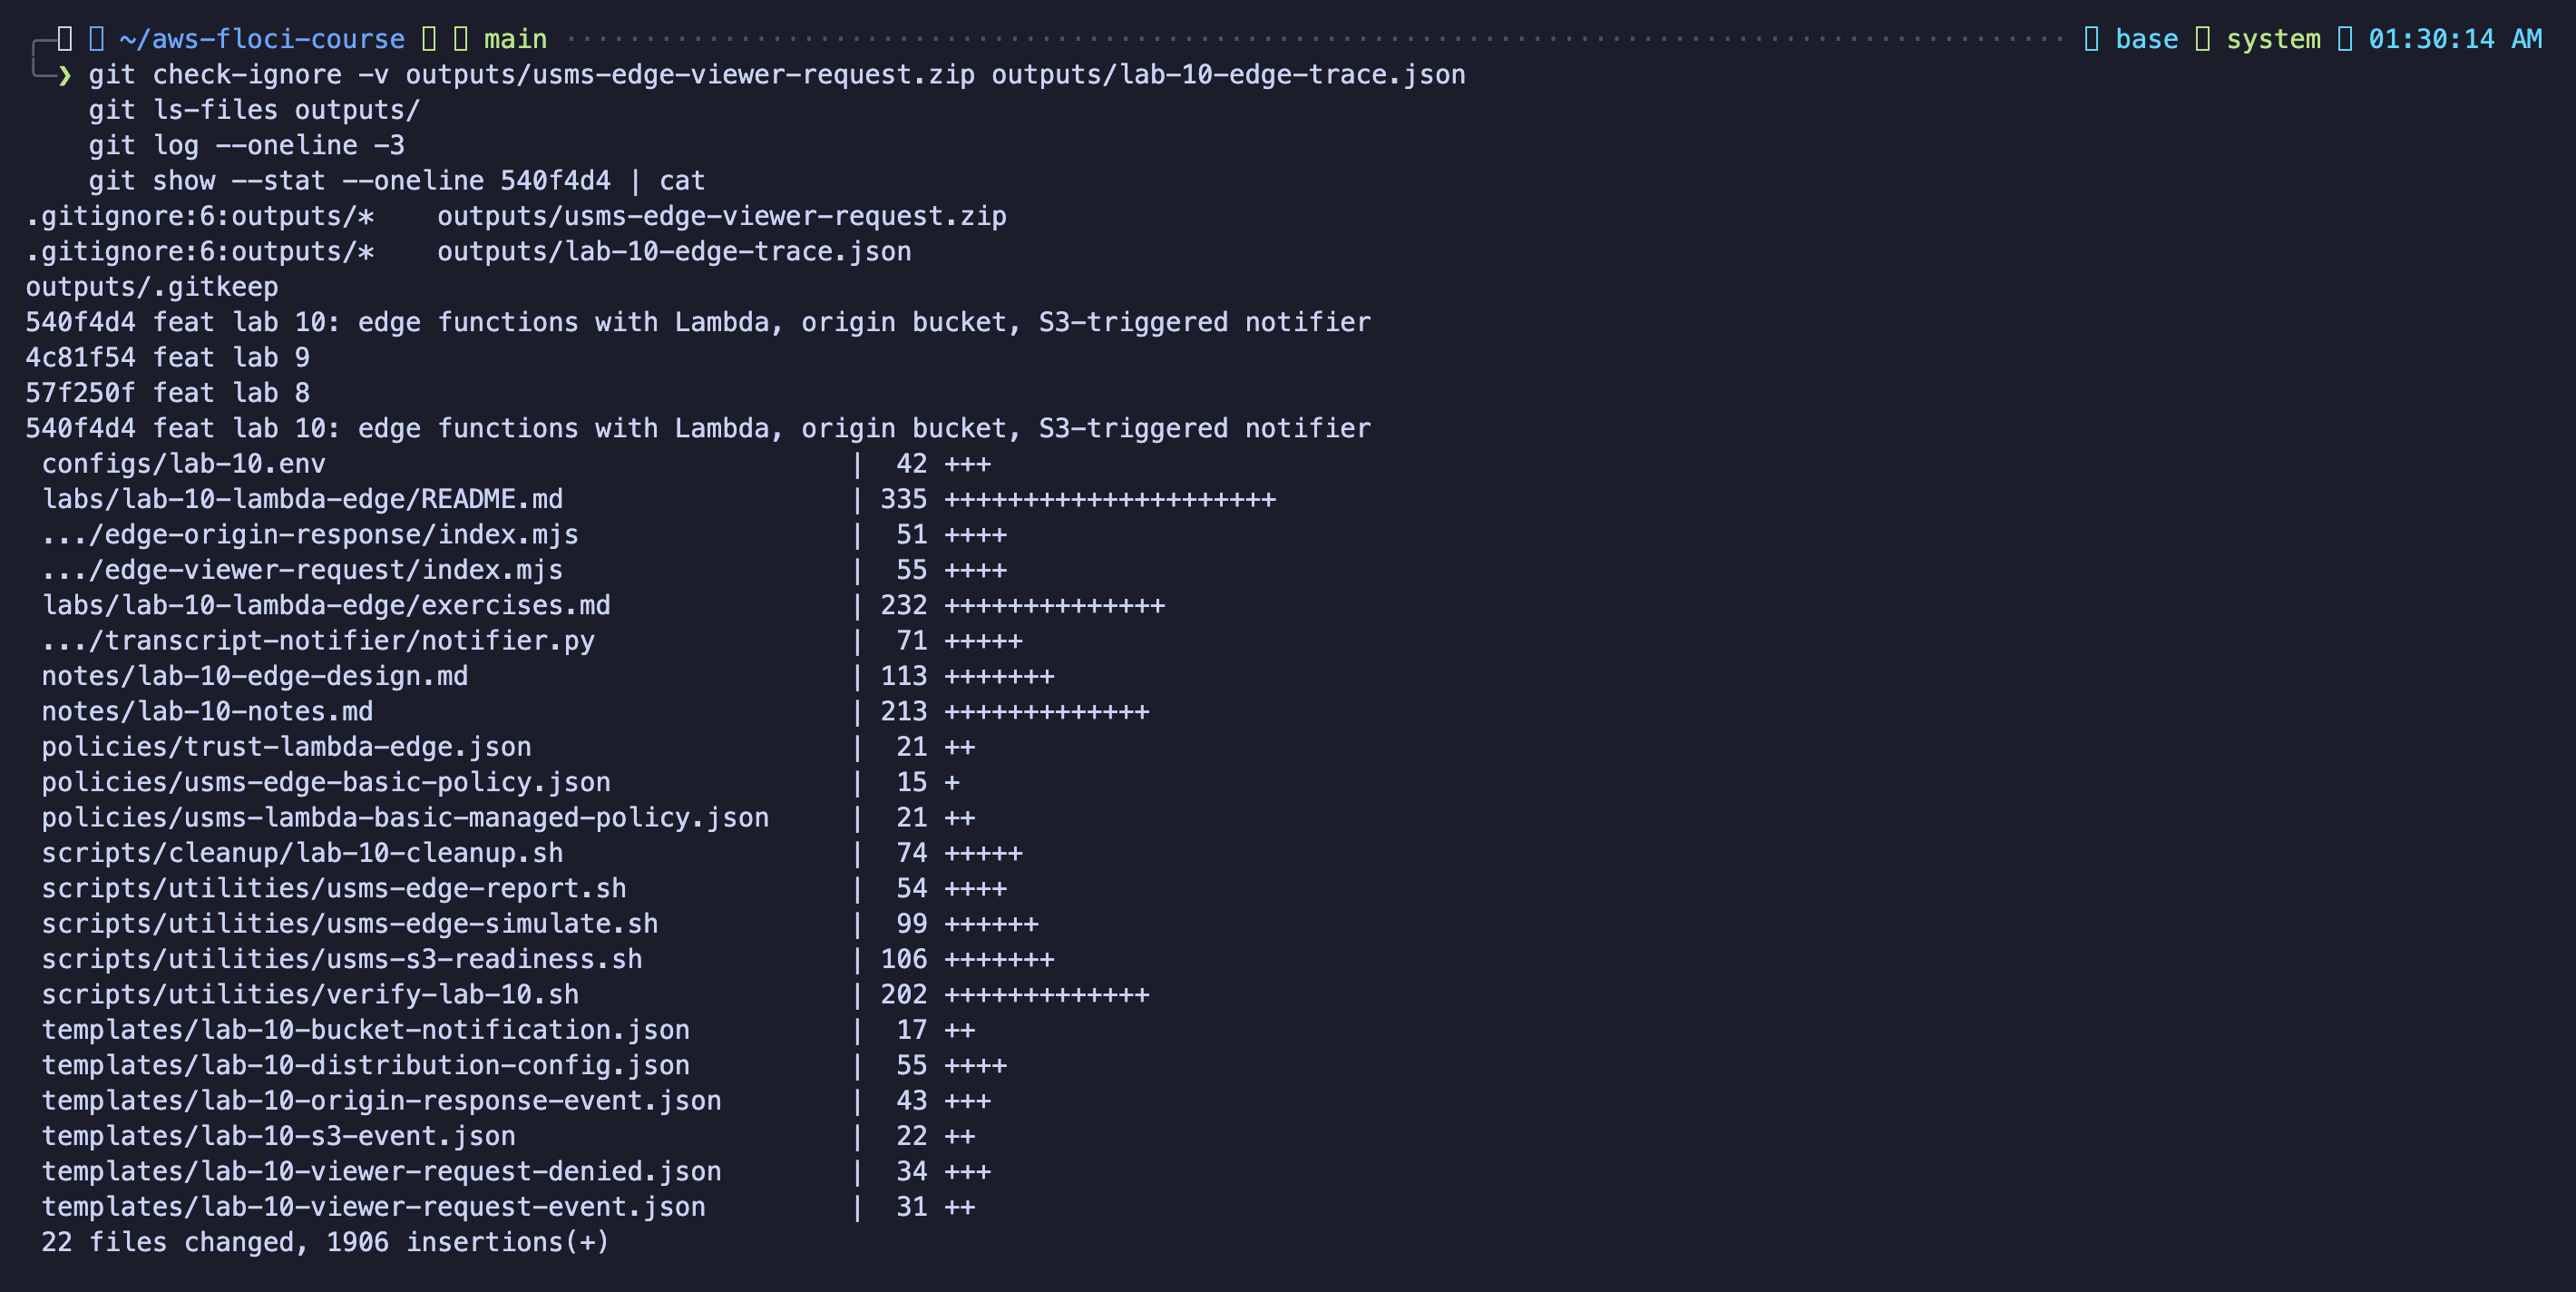 ~/aws-floci-course main base system 01:30:14 AM
❯ git check-ignore -v outputs/usms-edge-viewer-request.zip outputs/lab-10-edge-trace.json
git ls-files outputs/
git log --oneline -3
git show --stat --oneline 540f4d4 | cat
.gitignore:6:outputs/*    outputs/usms-edge-viewer-request.zip
.gitignore:6:outputs/*    outputs/lab-10-edge-trace.json
outputs/.gitkeep
540f4d4 feat lab 10: edge functions with Lambda, origin bucket, S3-triggered notifier
4c81f54 feat lab 9
57f250f feat lab 8
540f4d4 feat lab 10: edge functions with Lambda, origin bucket, S3-triggered notifier
configs/lab-10.env | 42 +++
labs/lab-10-lambda-edge/README.md | 335 +++++++++++++++++++++
.../edge-origin-response/index.mjs | 51 ++++
.../edge-viewer-request/index.mjs | 55 ++++
labs/lab-10-lambda-edge/exercises.md | 232 ++++++++++++++
.../transcript-notifier/notifier.py | 71 +++++
notes/lab-10-edge-design.md | 113 +++++++
notes/lab-10-notes.md | 213 +++++++++++++
policies/trust-lambda-edge.json | 21 ++
policies/usms-edge-basic-policy.json | 15 +
policies/usms-lambda-basic-managed-policy.json | 21 ++
scripts/cleanup/lab-10-cleanup.sh | 74 +++++
scripts/utilities/usms-edge-report.sh | 54 ++++
scripts/utilities/usms-edge-simulate.sh | 99 ++++++
scripts/utilities/usms-s3-readiness.sh | 106 +++++++
scripts/utilities/verify-lab-10.sh | 202 +++++++++++++
templates/lab-10-bucket-notification.json | 17 ++
templates/lab-10-distribution-config.json | 55 ++++
templates/lab-10-origin-response-event.json | 43 +++
templates/lab-10-s3-event.json | 22 ++
templates/lab-10-viewer-request-denied.json | 34 +++
templates/lab-10-viewer-request-event.json | 31 ++
22 files changed, 1906 insertions(+)